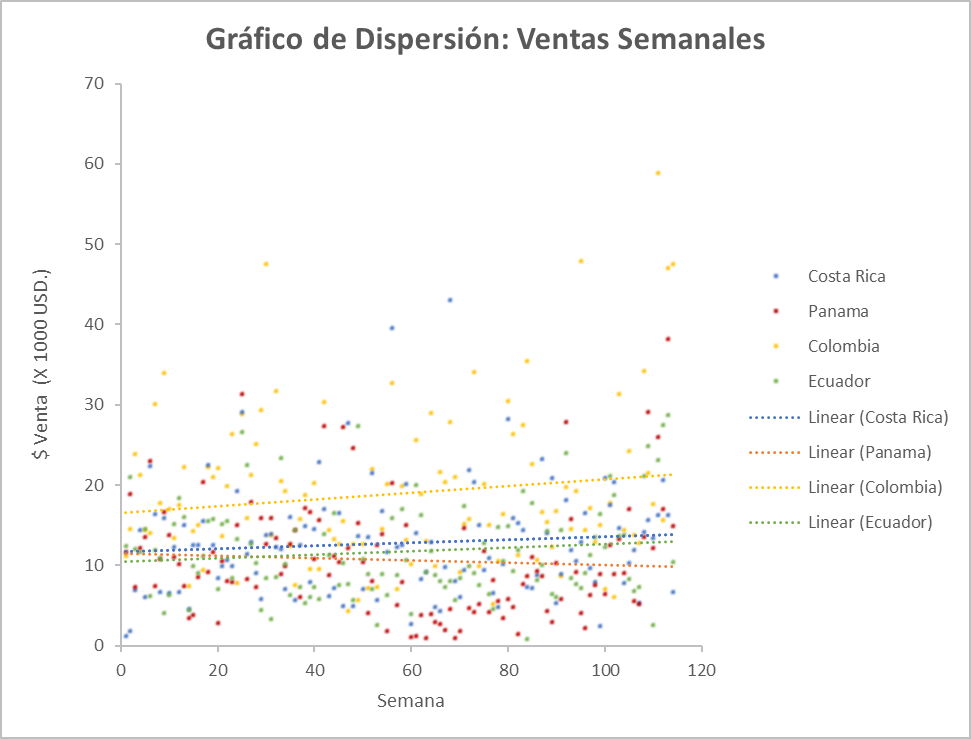 Gráfico de Dispersión: Ventas Semanales
70
60
50
40
30
20
10
0
$ Venta (X 1000 USD.)
0 20 40 60 80 100 120
Semana
Costa Rica
Panama
Colombia
Ecuador
Linear (Costa Rica)
Linear (Panama)
Linear (Colombia)
Linear (Ecuador)